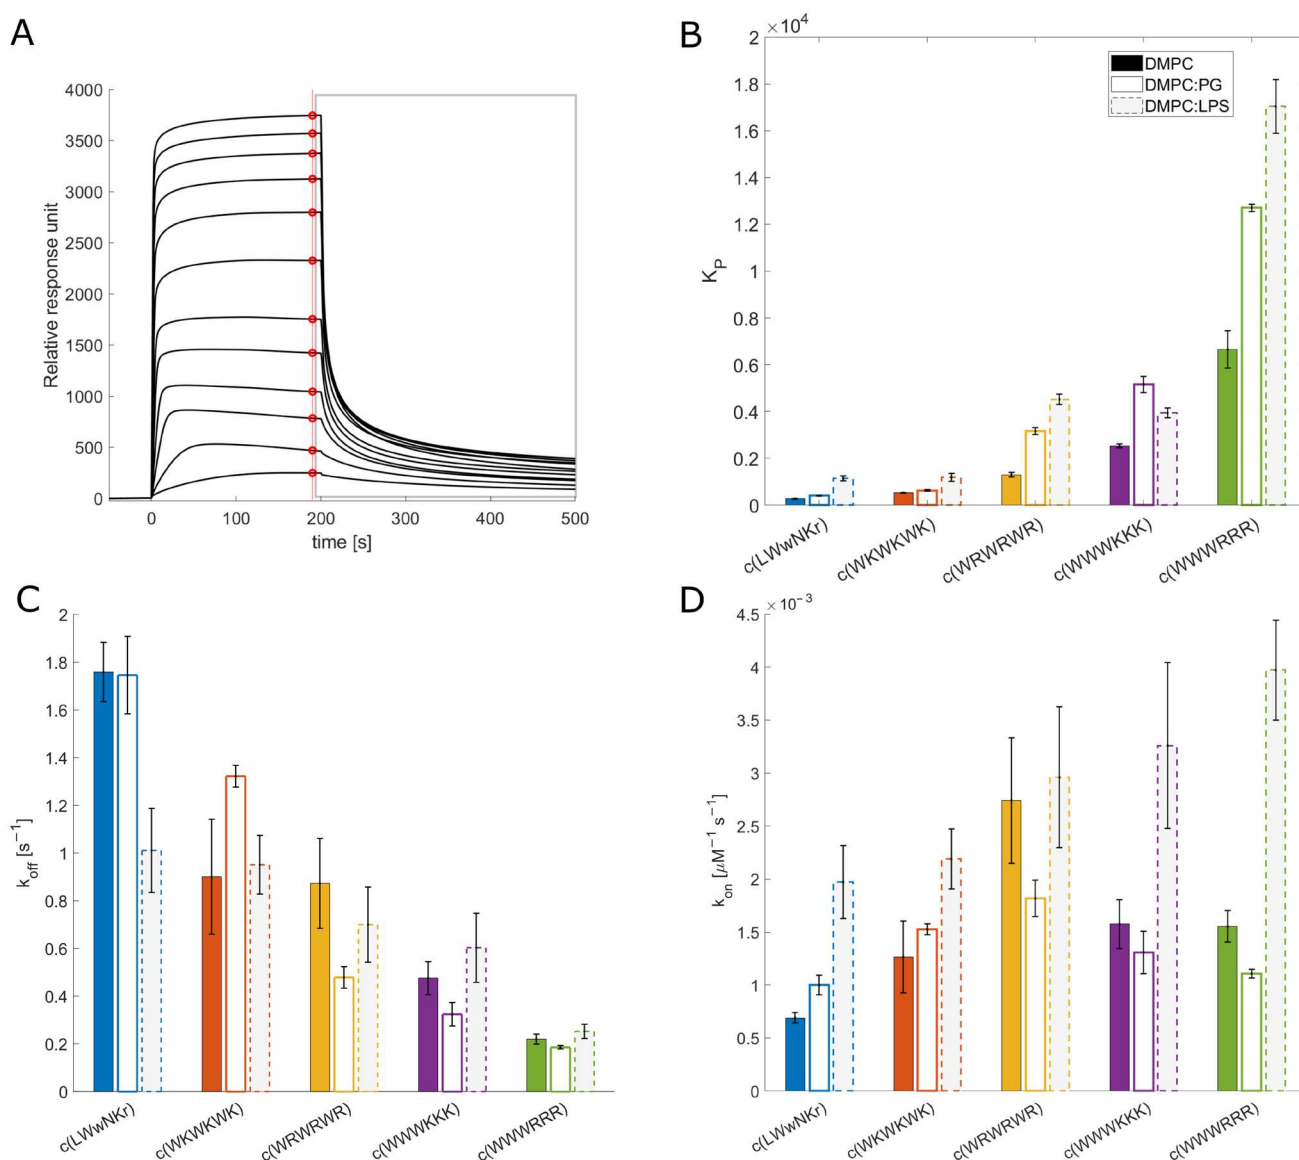 A
Relative response unit
4000
3500
3000
2500
2000
1500
1000
500
0
0 100 200 300 400 500
time [s]
B
×10⁴
K_P
2
1.8
1.6
1.4
1.2
1
0.8
0.6
0.4
0.2
0
DMPC
DMPC:PG
DMPC:LPS
c(LWwNKr) c(WKWKWK) c(WRWRWR) c(WWWKKK) c(WWWRRR)
C
k_off [s⁻¹]
2
1.8
1.6
1.4
1.2
1
0.8
0.6
0.4
0.2
0
c(LWwNKr) c(WKWKWK) c(WRWRWR) c(WWWKKK) c(WWWRRR)
D
×10⁻³
k_on [μM⁻¹ s⁻¹]
4.5
4
3.5
3
2.5
2
1.5
1
0.5
0
c(LWwNKr) c(WKWKWK) c(WRWRWR) c(WWWKKK) c(WWWRRR)